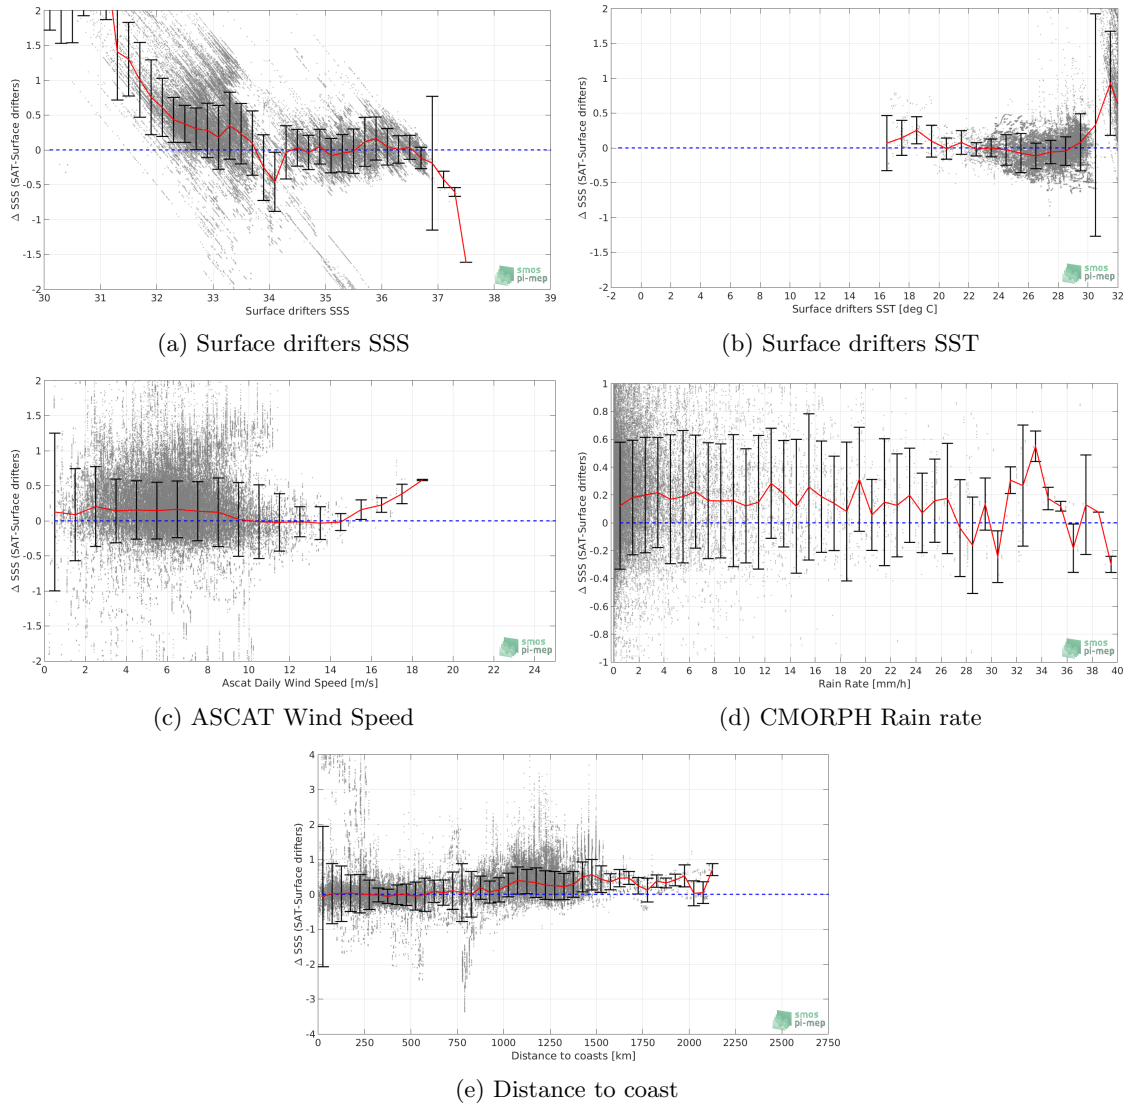 2
1.5
1
0.5
0
-0.5
-1
-1.5
-2
Δ SSS (SAT-Surface drifters)
30 31 32 33 34 35 36 37 38 39
Surface drifters SSS
smos
pi-mep
(a) Surface drifters SSS
2
1.5
1
0.5
0
-0.5
-1
-1.5
-2
Δ SSS (SAT-Surface drifters)
-2 0 2 4 6 8 10 12 14 16 18 20 22 24 26 28 30 32
Surface drifters SST [deg C]
smos
pi-mep
(b) Surface drifters SST
2
1.5
1
0.5
0
-0.5
-1
-1.5
-2
Δ SSS (SAT-Surface drifters)
0 2 4 6 8 10 12 14 16 18 20 22 24
Ascat Daily Wind Speed [m/s]
smos
pi-mep
(c) ASCAT Wind Speed
1
0.8
0.6
0.4
0.2
0
-0.2
-0.4
-0.6
-0.8
-1
Δ SSS (SAT-Surface drifters)
0 2 4 6 8 10 12 14 16 18 20 22 24 26 28 30 32 34 36 38 40
Rain Rate [mm/h]
smos
pi-mep
(d) CMORPH Rain rate
4
3
2
1
0
-1
-2
-3
-4
Δ SSS (SAT-Surface drifters)
0 250 500 750 1000 1250 1500 1750 2000 2250 2500 2750
Distance to coasts [km]
smos
pi-mep
(e) Distance to coast